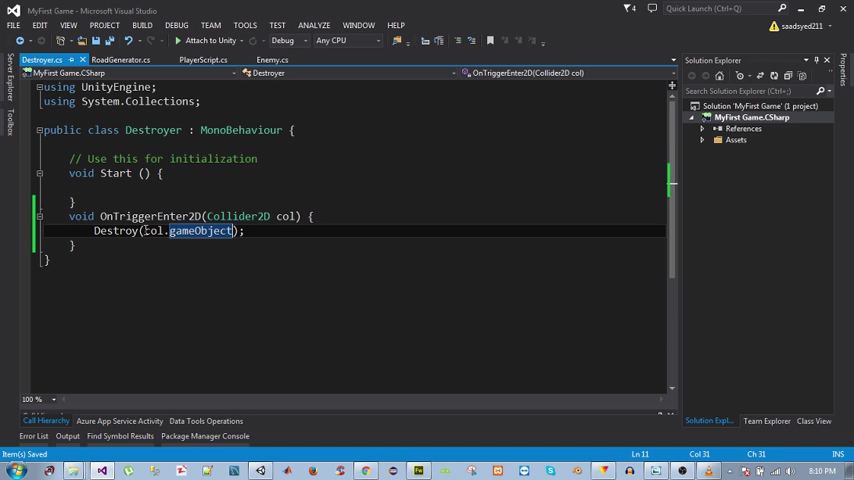 MyFirst Game - Microsoft Visual Studio
4
Quick Launch (Ctrl+Q)
FILE EDIT VIEW PROJECT BUILD DEBUG TEAM TOOLS TEST ANALYZE WINDOW HELP
saadsyed211
Attach to Unity Debug Any CPU
Destroyer.cs RoadGenerator.cs PlayerScript.cs Enemy.cs
MyFirst Game.CSharp Destroyer OnTriggerEnter2D(Collider2D col)
using UnityEngine;
using System.Collections;
public class Destroyer : MonoBehaviour {
// Use this for initialization
void Start () {
}
void OnTriggerEnter2D(Collider2D col) {
Destroy(col.gameObject);
}
}
100 %
Server Explorer
Toolbox
Solution Explorer
Search Solution Explorer (Ctrl+;)
Solution 'MyFirst Game' (1 project)
MyFirst Game.CSharp
References
Assets
Properties
Call Hierarchy Azure App Service Activity Data Tools Operations
Solution Expl... Team Explorer Class View
Error List Output Find Symbol Results Package Manager Console
Item(s) Saved Ln 11 Col 31 Ch 31 INS
8:10 PM